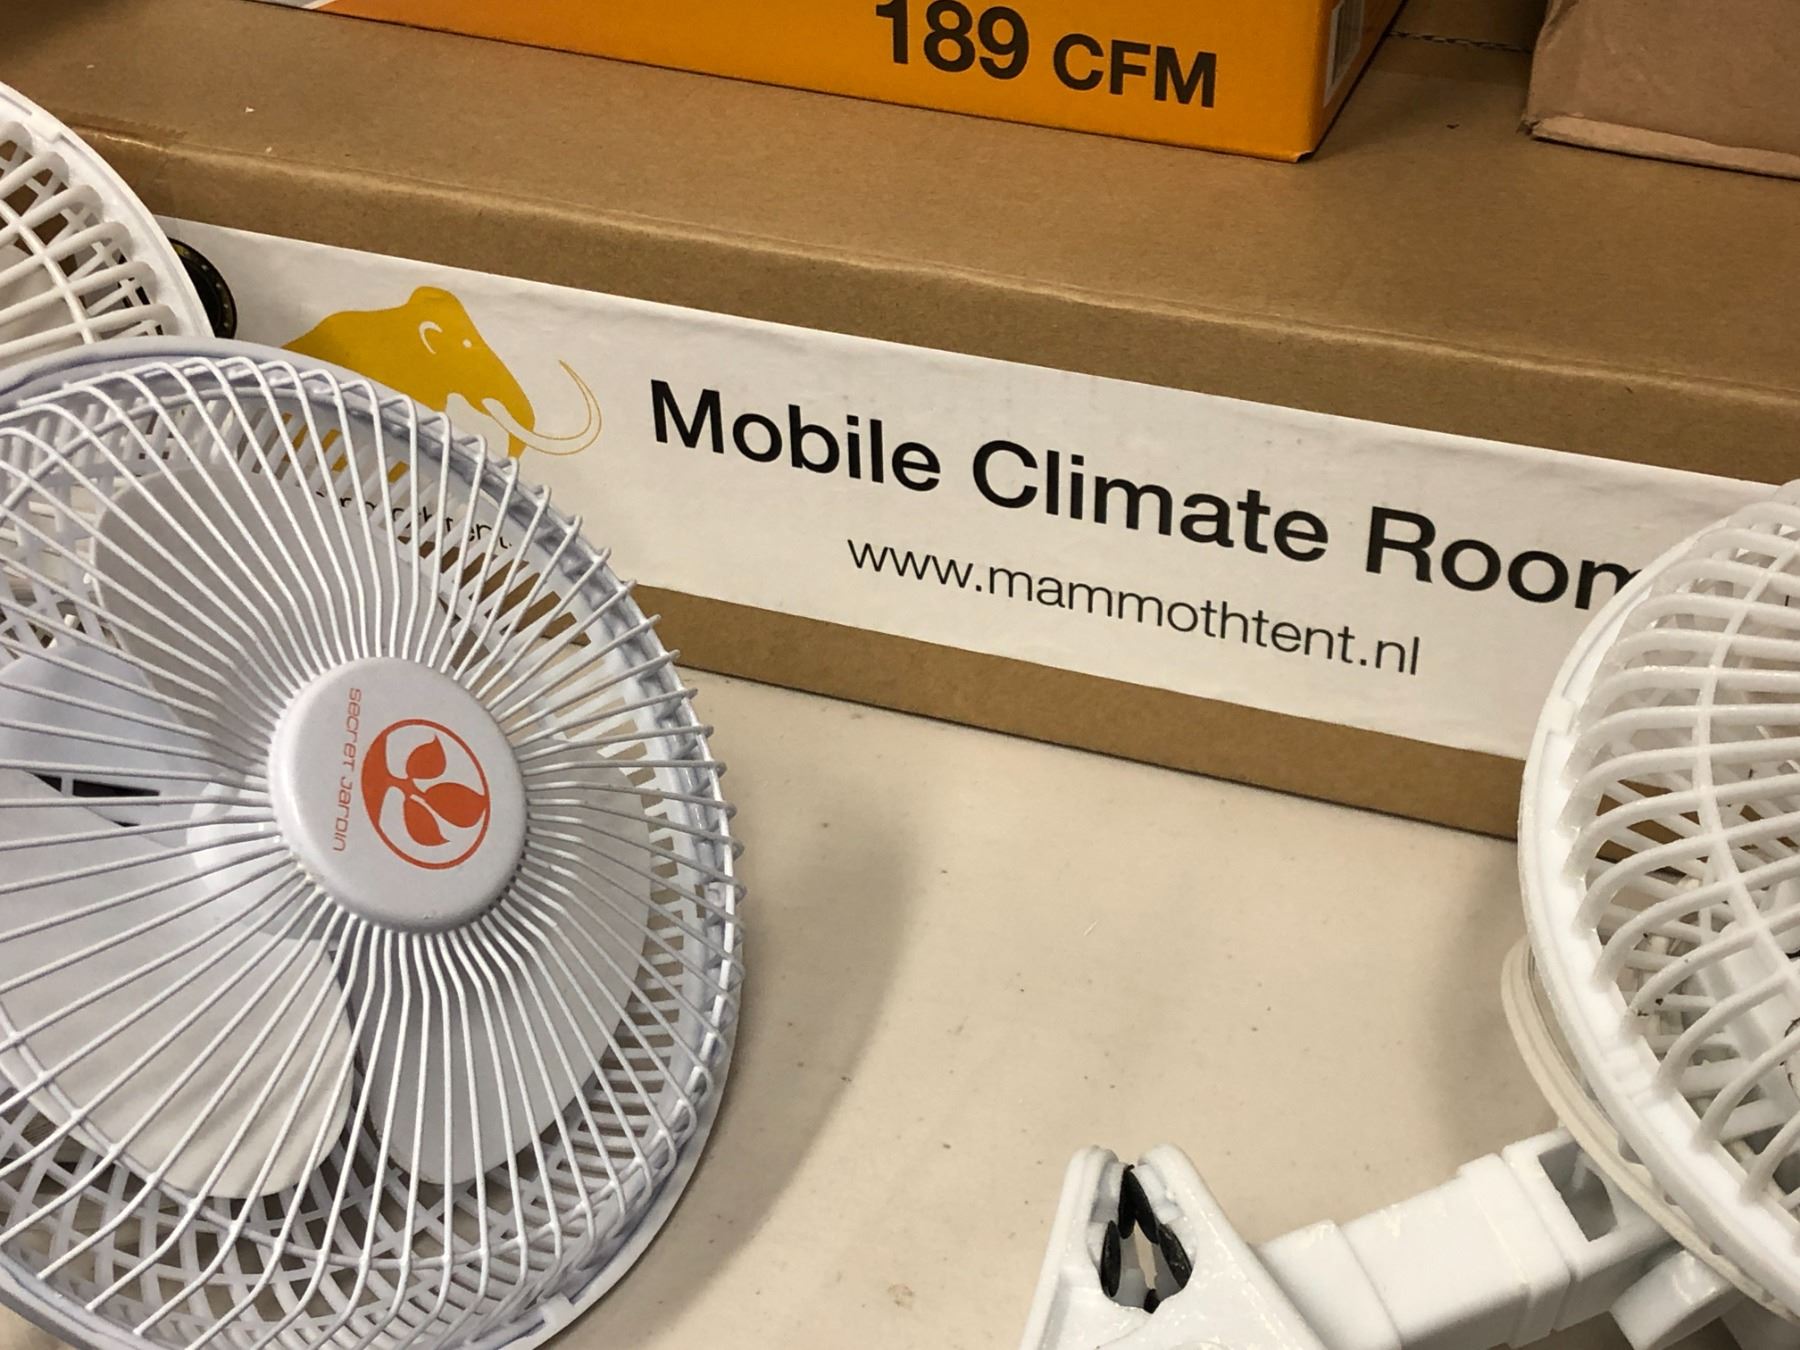 189 CFM
Mobile Climate Room
www.mammothtent.nl
secret Jardin